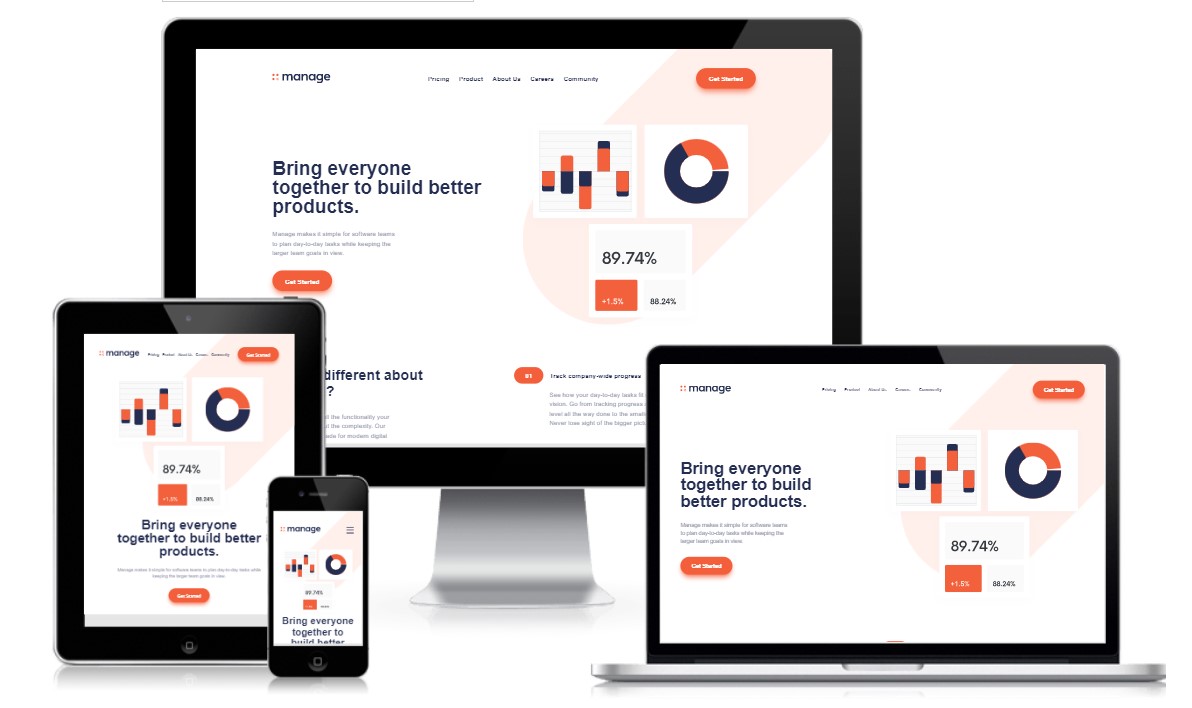 manage
Pricing Product About Us Careers Community
Get Started
Bring everyone
together to build better
products.
Manage makes it simple for software teams
to plan day-to-day tasks while keeping the
larger team goals in view.
Get Started
89.74%
+1.5%
88.24%
different about
?
the functionality your
the complexity. Our
made for modern digital
01
Track company-wide progress
See how your day-to-day tasks fit
vision. Go from tracking progress
level all the way done to the
Never lose sight of the bigger
manage
Pricing Product About Us Careers Community
Get Started
89.74%
+1.5%
88.24%
Bring everyone
together to build better
products.
Manage makes it simple for software teams to plan day-to-day tasks while
keeping the larger team goals in view.
Get Started
manage
89.74%
Bring everyone
together to
build better
manage
Pricing Product About Us Careers Community
Get Started
Bring everyone
together to build
better products.
Manage makes it simple for software teams
to plan day-to-day tasks while keeping the
larger team goals in view.
Get Started
89.74%
+1.5%
88.24%